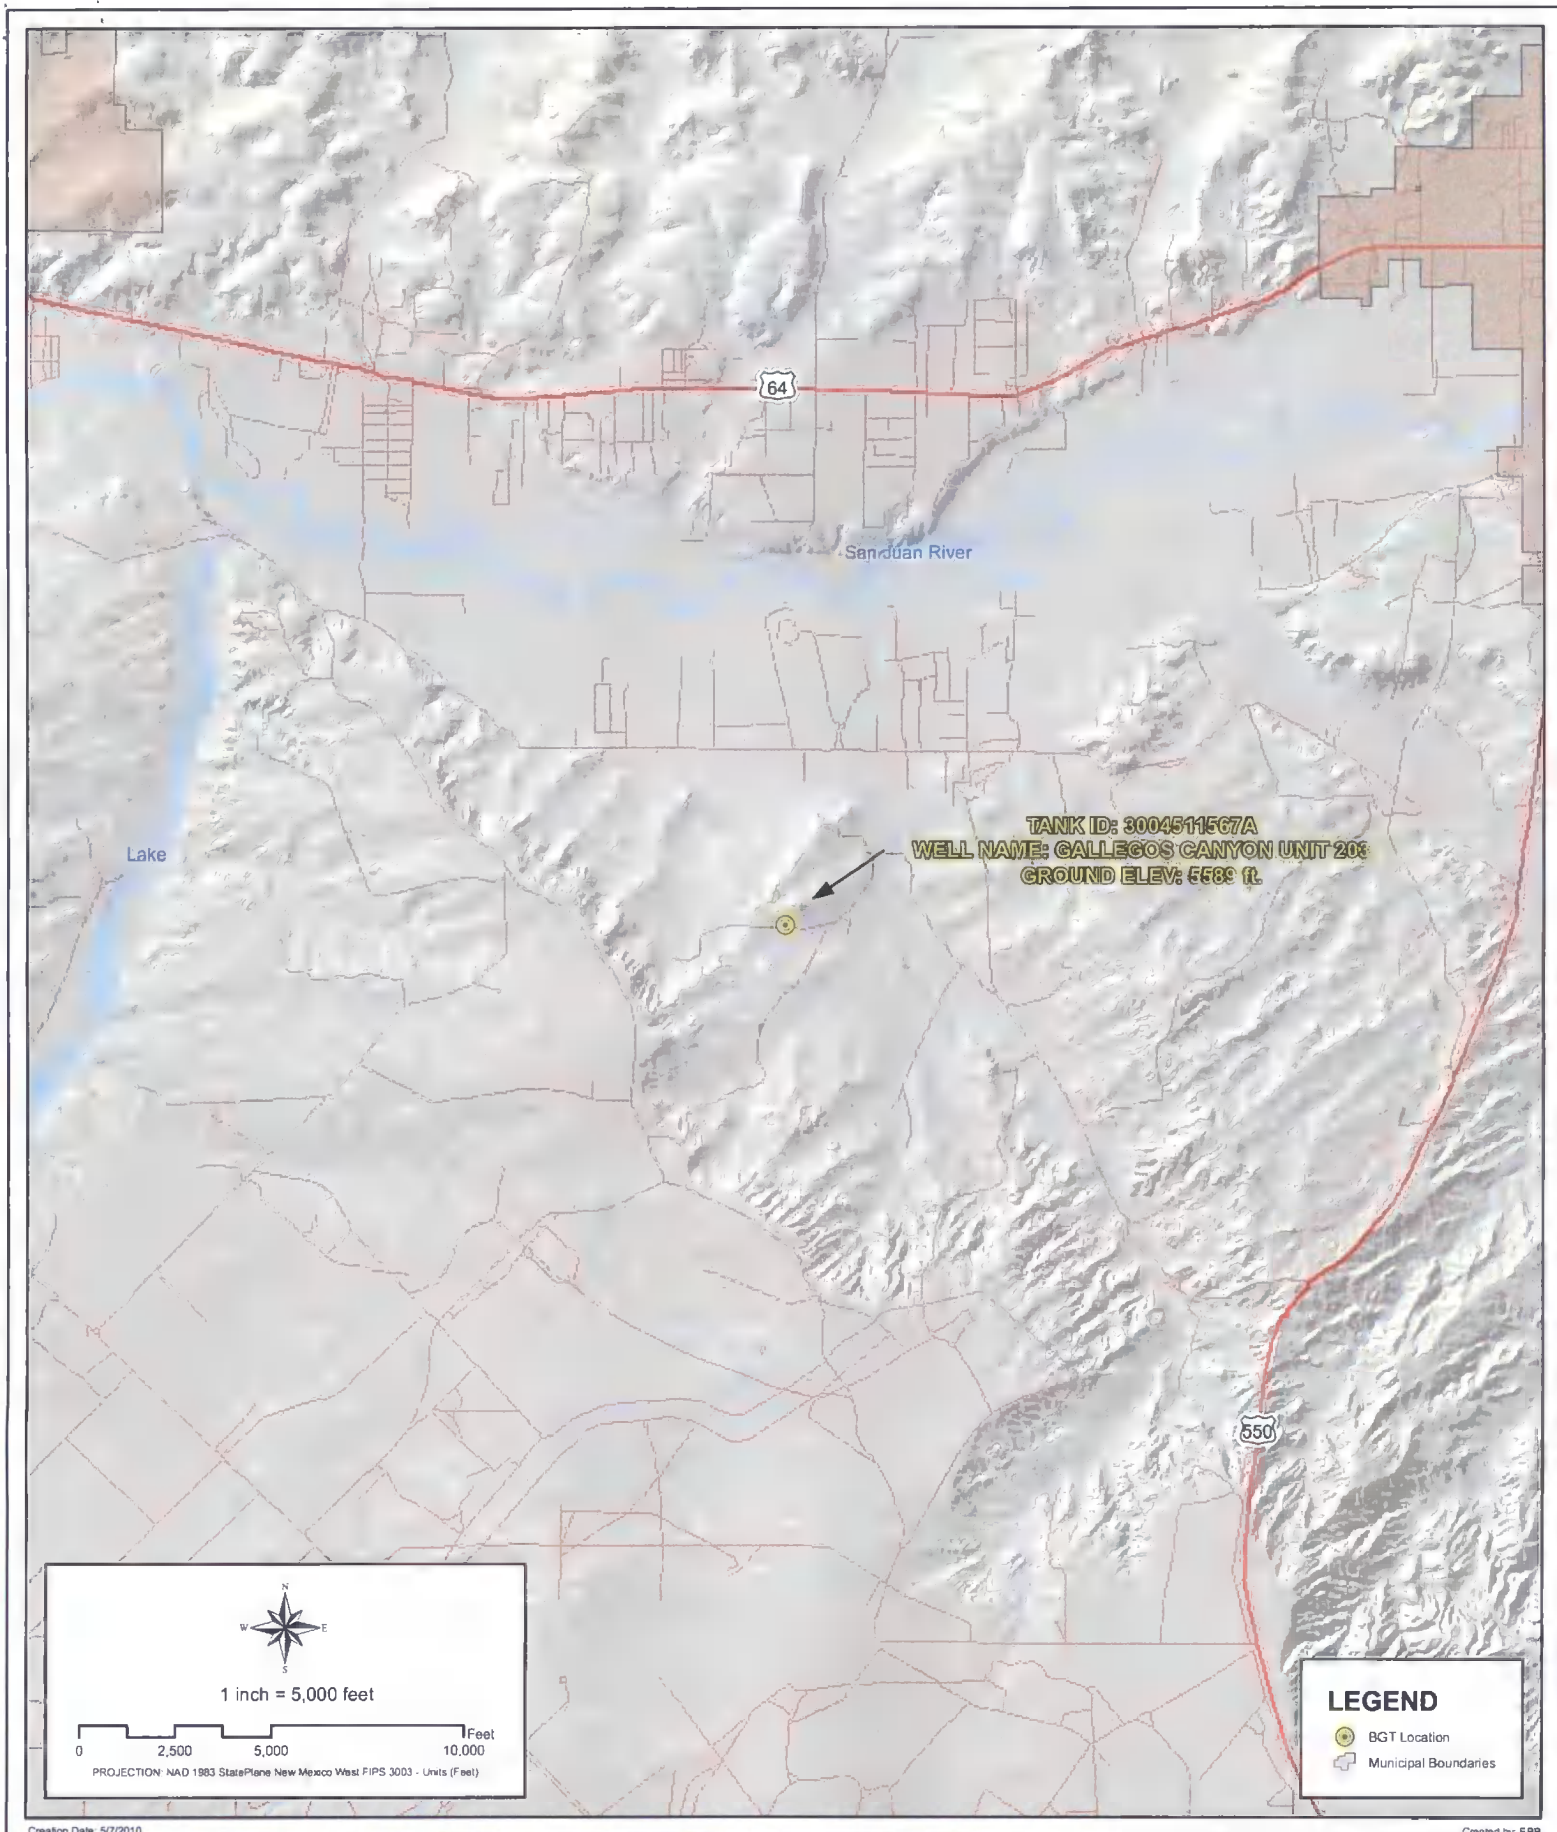 64
San Juan River
TANK ID: 3004511567A
WELL NAME: GALLEGOS CANYON UNIT 203
GROUND ELEV: 5589 ft.
Lake
550
N
W E
S
1 inch = 5,000 feet
Feet
0 2,500 5,000 10,000
PROJECTION: NAD 1983 StatePlane New Mexico West FIPS 3003 - Units (Feet)
LEGEND
BGT Location
Municipal Boundaries
Creation Date: 5/7/2010
Created by: